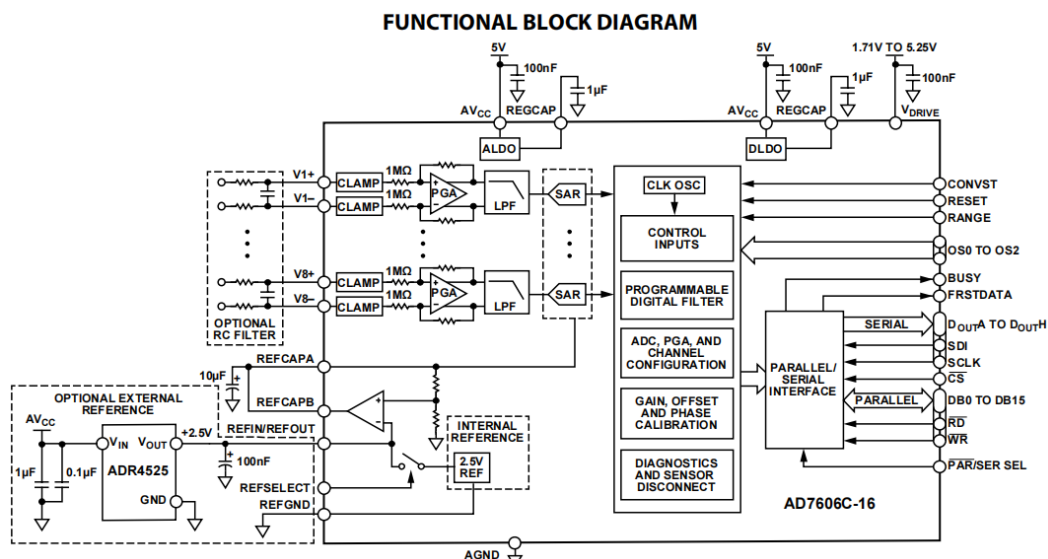 FUNCTIONAL BLOCK DIAGRAM
5V
5V
1.71V TO 5.25V
100nF
1µF
100nF
1µF
100nF
AVCC
REGCAP
AVCC
REGCAP
VDRIVE
ALDO
DLDO
V1+
CLAMP
1MΩ
PGA
LPF
SAR
V1–
CLAMP
1MΩ
V8+
CLAMP
1MΩ
PGA
LPF
SAR
V8–
CLAMP
1MΩ
OPTIONAL
RC FILTER
CLK OSC
CONTROL
INPUTS
PROGRAMMABLE
DIGITAL FILTER
ADC, PGA, AND
CHANNEL
CONFIGURATION
GAIN, OFFSET
AND PHASE
CALIBRATION
DIAGNOSTICS
AND SENSOR
DISCONNECT
CONVST
RESET
RANGE
OS0 TO OS2
BUSY
FRSTDATA
SERIAL
DOUTA TO DOUTH
SDI
SCLK
PARALLEL/
SERIAL
INTERFACE
CS
PARALLEL
DB0 TO DB15
RD
WR
PAR/SER SEL
REFCAPA
10µF
REFCAPB
REFIN/REFOUT
OPTIONAL EXTERNAL
REFERENCE
AVCC
VIN
VOUT
+2.5V
ADR4525
1µF
0.1µF
100nF
GND
INTERNAL
REFERENCE
2.5V
REF
REFSELECT
REFGND
AD7606C-16
AGND